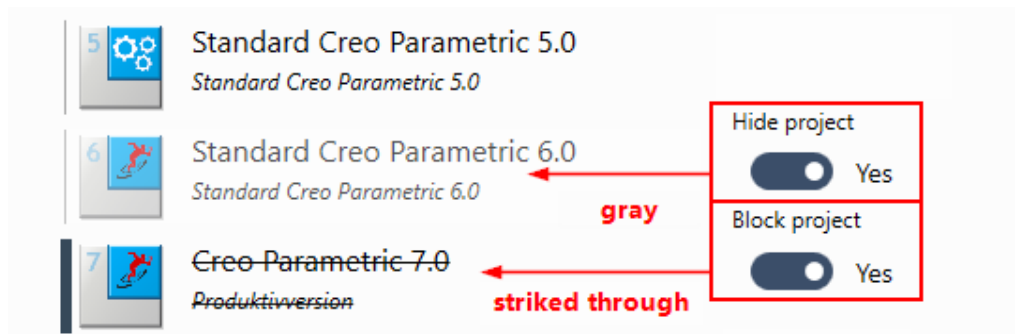 5
Standard Creo Parametric 5.0
Standard Creo Parametric 5.0
Hide project
6
Standard Creo Parametric 6.0
Yes
Standard Creo Parametric 6.0
gray
Block project
7
Creo Parametric 7.0
Yes
Produktivversion
striked through